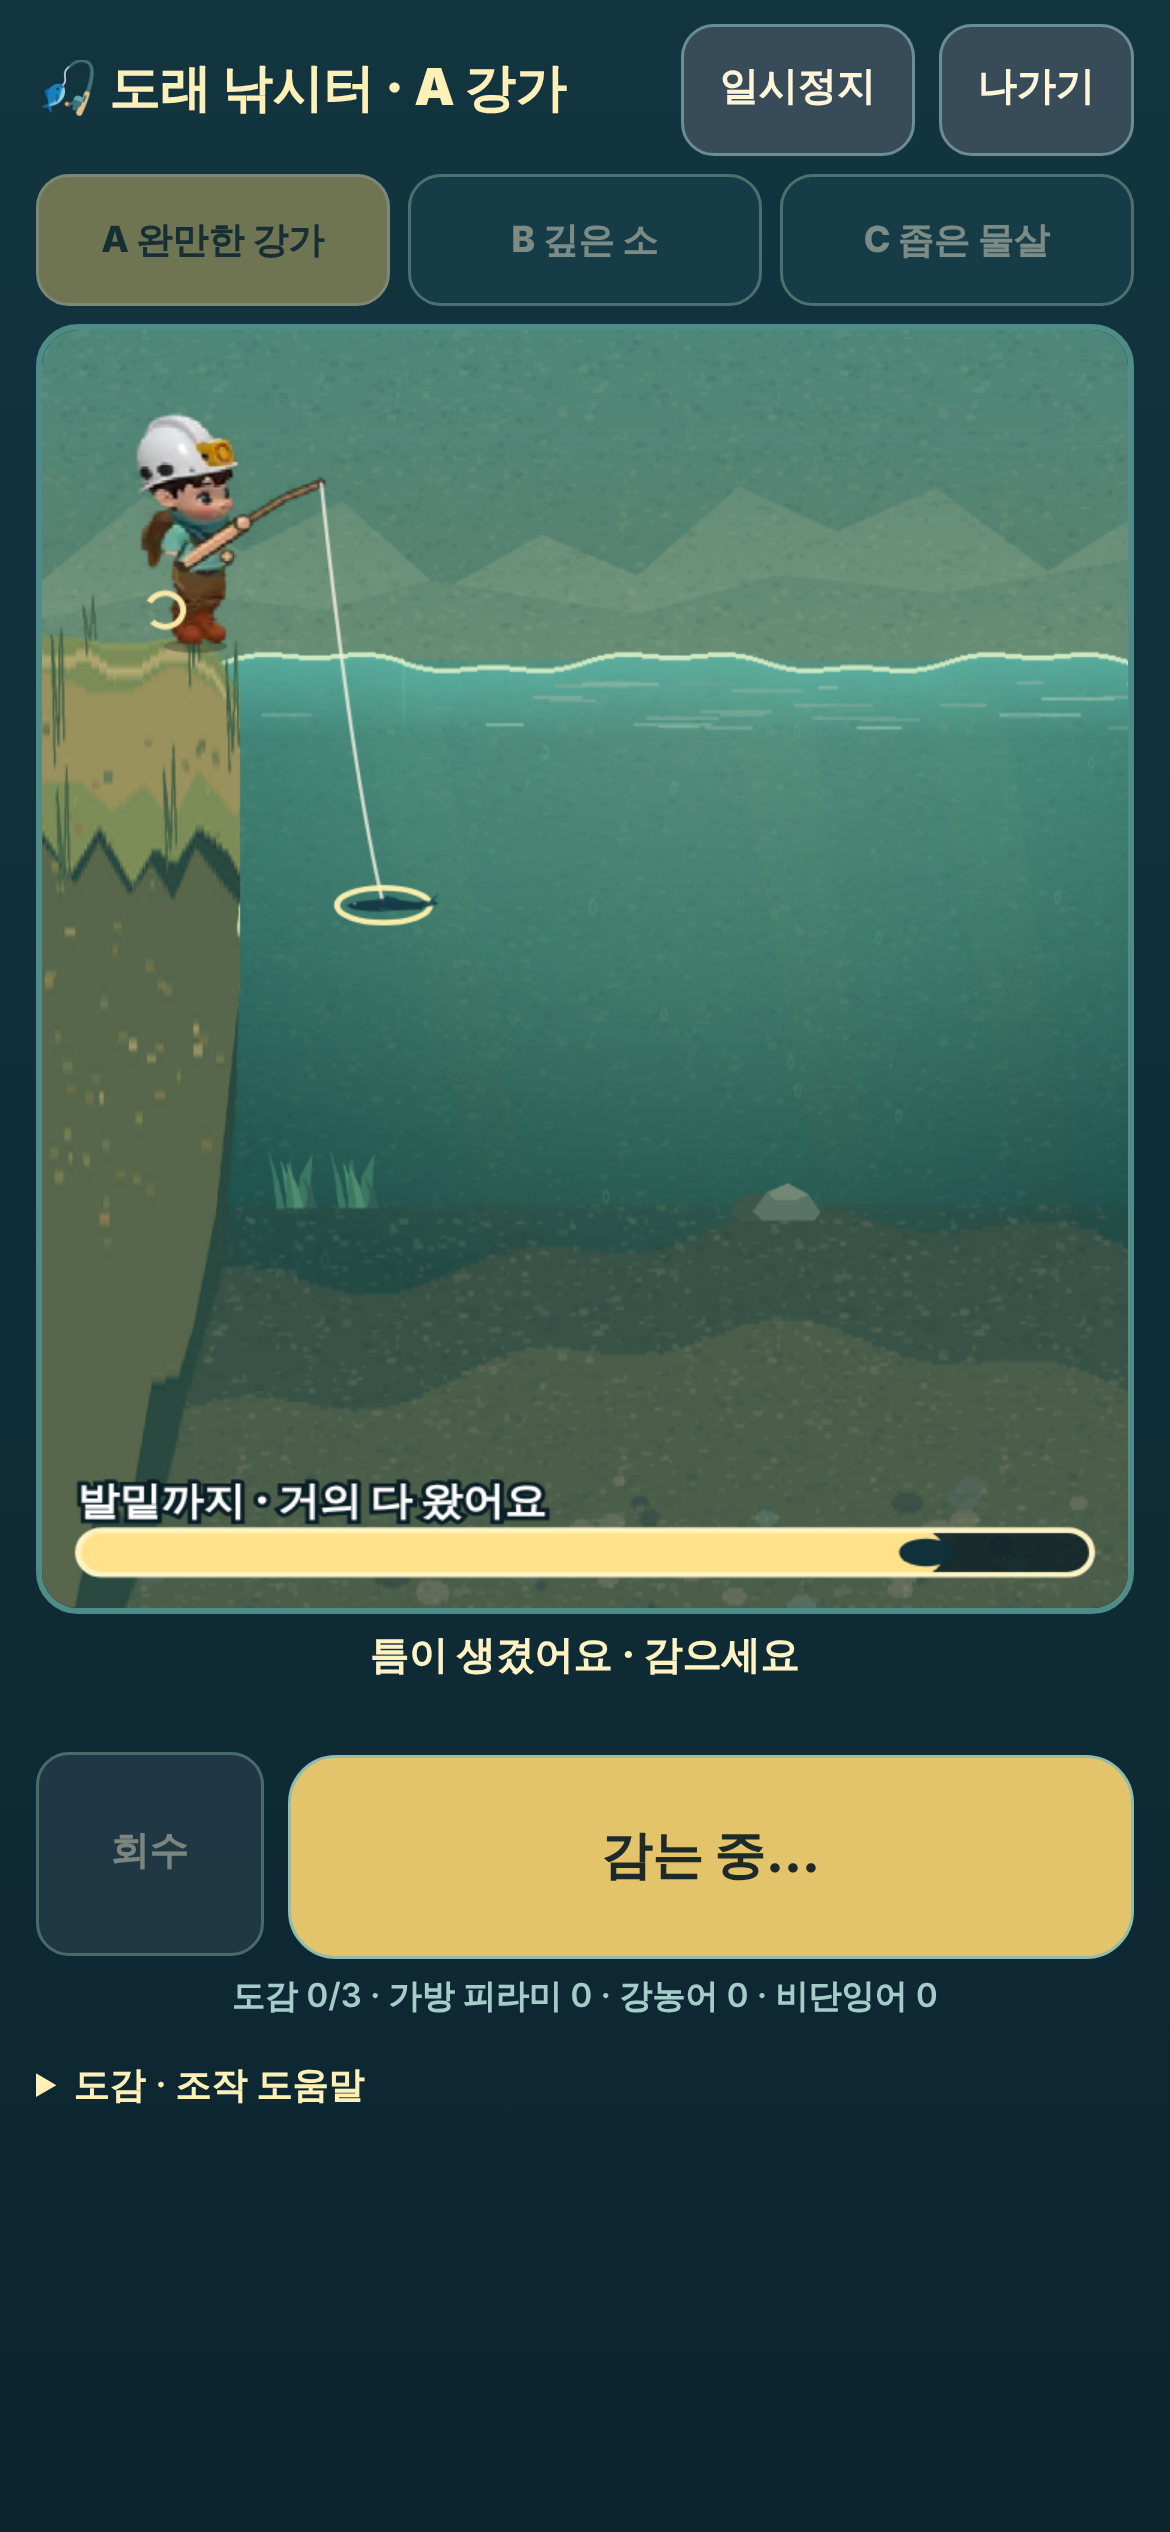 도래 낚시터 · A 강가
일시정지
나가기
A 완만한 강가
B 깊은 소
C 좁은 물살
발밑까지 · 거의 다 왔어요
틈이 생겼어요 · 감으세요
회수
감는 중...
도감 0/3 · 가방 피라미 0 · 강농어 0 · 비단잉어 0
▶ 도감 · 조작 도움말